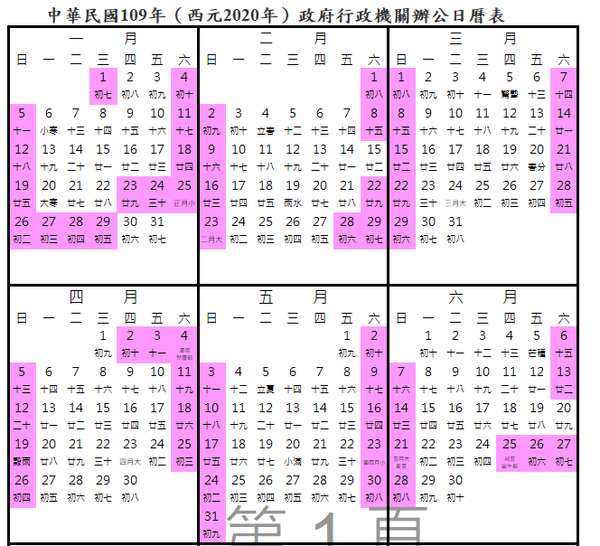 中華民國109年（西元2020年）政府行政機關辦公日曆表
一 月
日 一 二 三 四 五 六
1 2 3 4
初七 初八 初九 初十
5 6 7 8 9 10 11
十一 小寒 十三 十四 十五 十六 十七
12 13 14 15 16 17 18
十八 十九 二十 廿一 廿二 廿三 廿四
19 20 21 22 23 24 25
廿五 大寒 廿七 廿八 廿九 三十 正月小
26 27 28 29 30 31
初二 初三 初四 初五 初六 初七
二 月
日 一 二 三 四 五 六
1
初八
2 3 4 5 6 7 8
初九 初十 立春 十二 十三 十四 十五
9 10 11 12 13 14 15
十六 十七 十八 十九 二十 廿一 廿二
16 17 18 19 20 21 22
廿三 廿四 廿五 雨水 廿七 廿八 廿九
23 24 25 26 27 28 29
二月大 初二 初三 初四 初五 初六 初七
三 月
日 一 二 三 四 五 六
1 2 3 4 5 6 7
初八 初九 初十 十一 驚蟄 十三 十四
8 9 10 11 12 13 14
十五 十六 十七 十八 十九 二十 廿一
15 16 17 18 19 20 21
廿二 廿三 廿四 廿五 廿六 春分 廿八
22 23 24 25 26 27 28
廿九 三十 三月大 初二 初三 初四 初五
29 30 31
初六 初七 初八
四 月
日 一 二 三 四 五 六
1 2 3 4
初九 初十 十一 清明
兒童節
5 6 7 8 9 10 11
十三 十四 十五 十六 十七 十八 十九
12 13 14 15 16 17 18
二十 廿一 廿二 廿三 廿四 廿五 廿六
19 20 21 22 23 24 25
穀雨 廿八 廿九 三十 四月大 初二 初三
26 27 28 29 30
初四 初五 初六 初七 初八
五 月
日 一 二 三 四 五 六
1 2
初九 初十
3 4 5 6 7 8 9
十一 十二 立夏 十四 十五 十六 十七
10 11 12 13 14 15 16
十八 十九 二十 廿一 廿二 廿三 廿四
17 18 19 20 21 22 23
廿五 廿六 廿七 小滿 廿九 三十 閏四月小
24 25 26 27 28 29 30
初二 初三 初四 初五 初六 初七 初八
31
初九
六 月
日 一 二 三 四 五 六
1 2 3 4 5 6
初十 十一 十二 十三 芒種 十五
7 8 9 10 11 12 13
十六 十七 十八 十九 二十 廿一 廿二
14 15 16 17 18 19 20
廿三 廿四 廿五 廿六 廿七 廿八 廿九
21 22 23 24 25 26 27
五月大 初二 初三 初四 初五 初六 初七
夏至 端午節
28 29 30
初八 初九 初十
第 1 頁